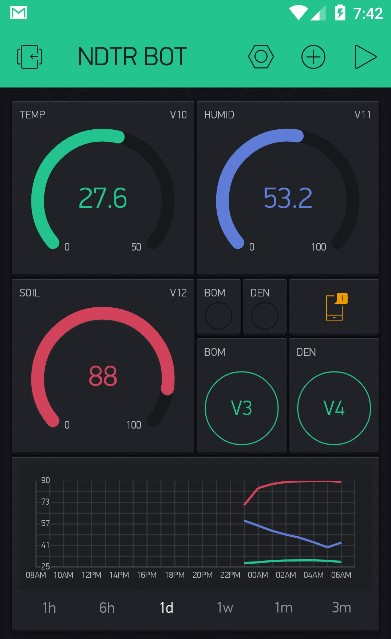 7:42
NDTR BOT
TEMP V10
HUMID V11
27.6
53.2
0 50
0 100
SOIL V12
BOM
DEN
88
BOM
DEN
V3
V4
0 100
90
73
57
41
25
08AM 10AM 12PM 14PM 16PM 18PM 20PM 22PM 00AM 02AM 04AM 06AM
1h 6h 1d 1w 1m 3m